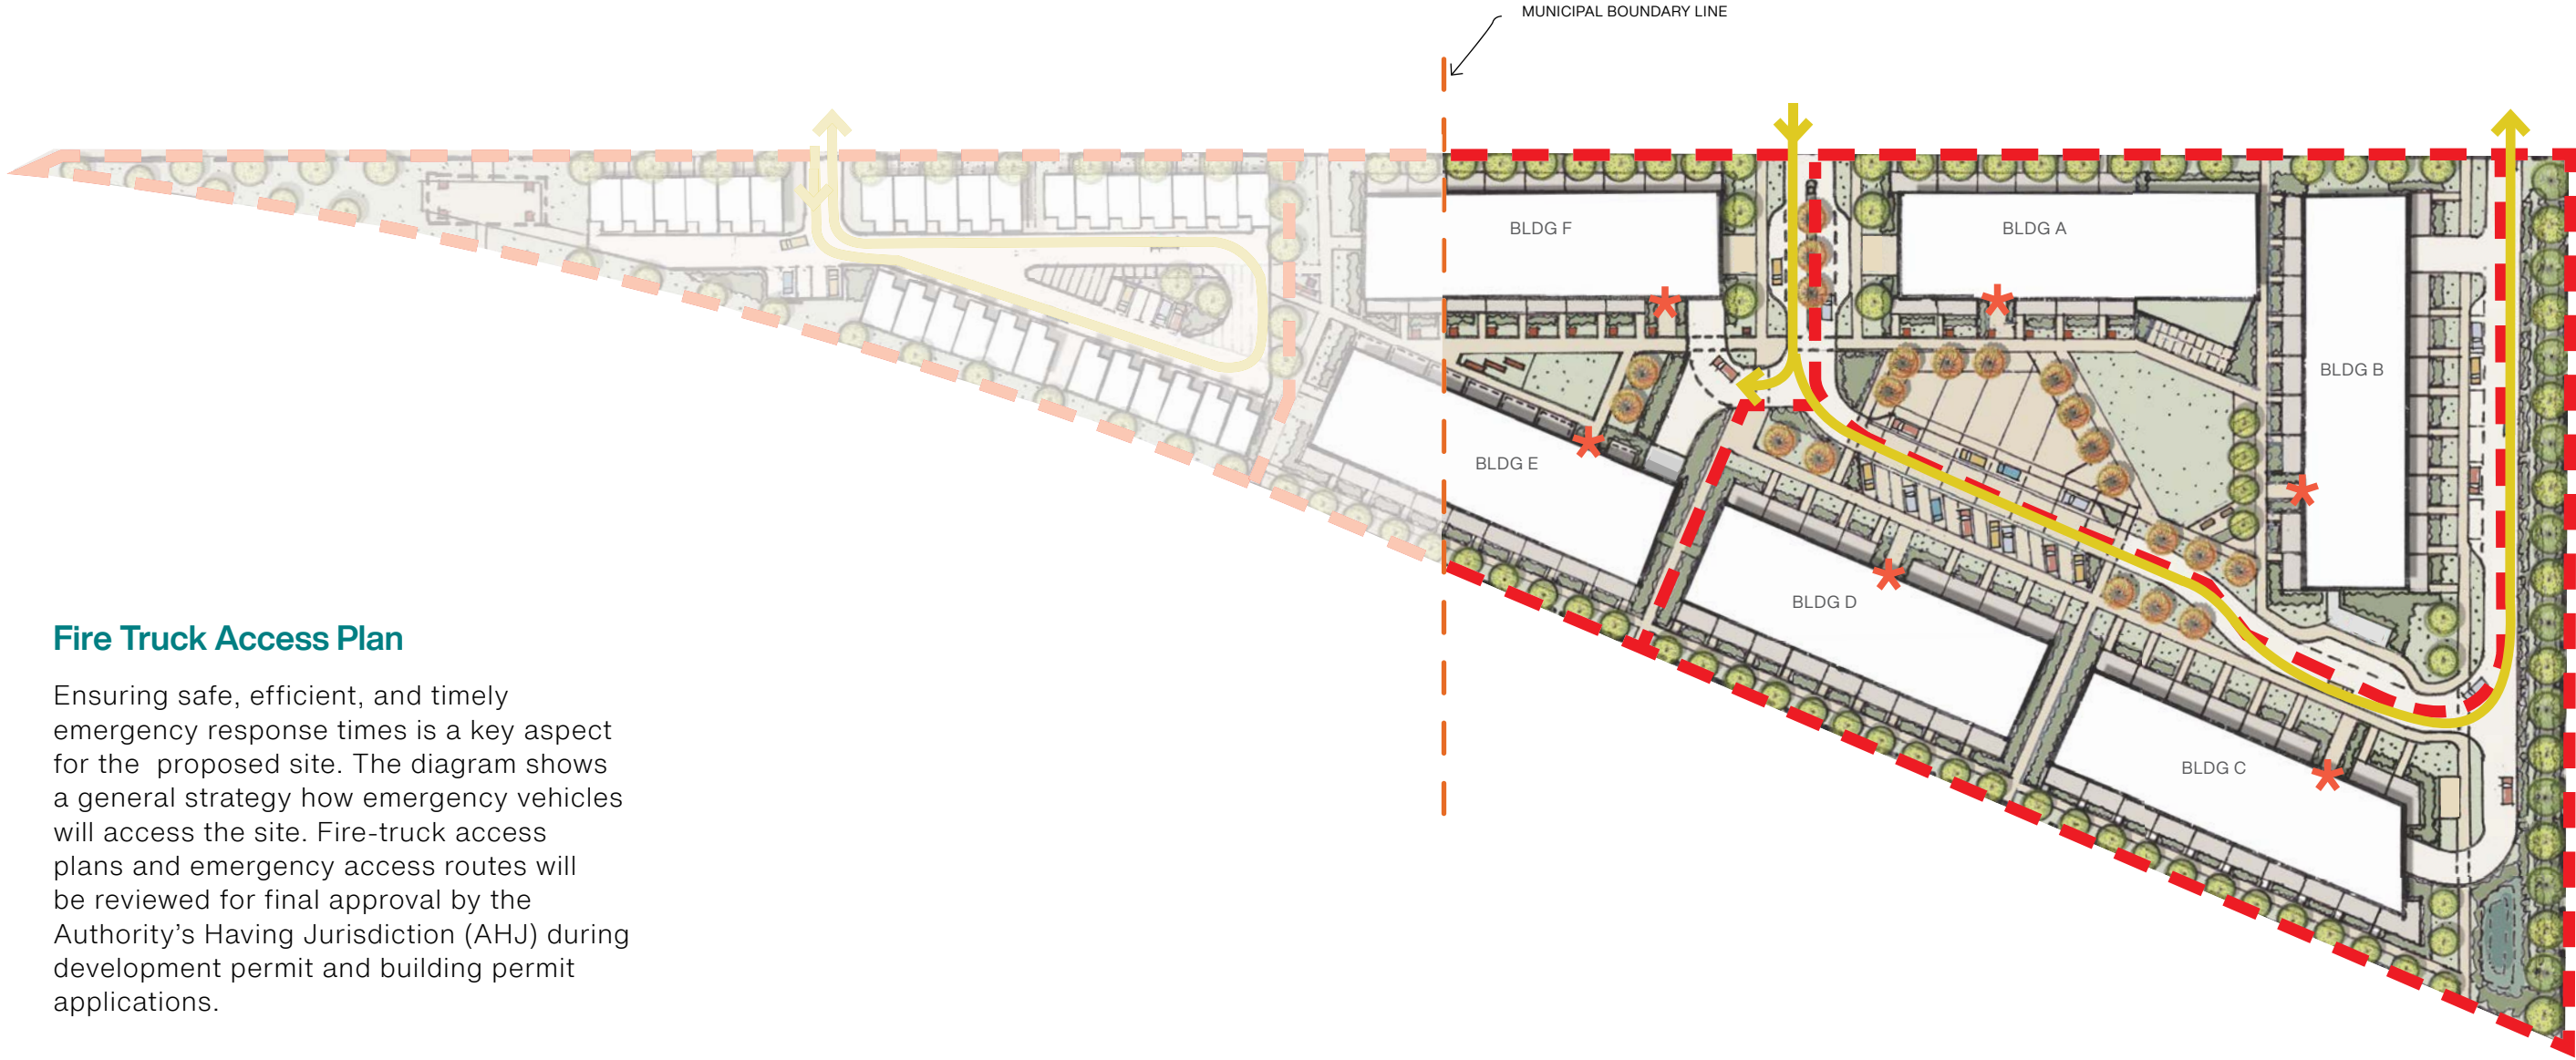 MUNICIPAL BOUNDARY LINE
BLDG F
BLDG A
BLDG B
BLDG E
BLDG D
BLDG C
Fire Truck Access Plan
Ensuring safe, efficient, and timely
emergency response times is a key aspect
for the  proposed site. The diagram shows
a general strategy how emergency vehicles
will access the site. Fire-truck access
plans and emergency access routes will
be reviewed for final approval by the
Authority’s Having Jurisdiction (AHJ) during
development permit and building permit
applications.